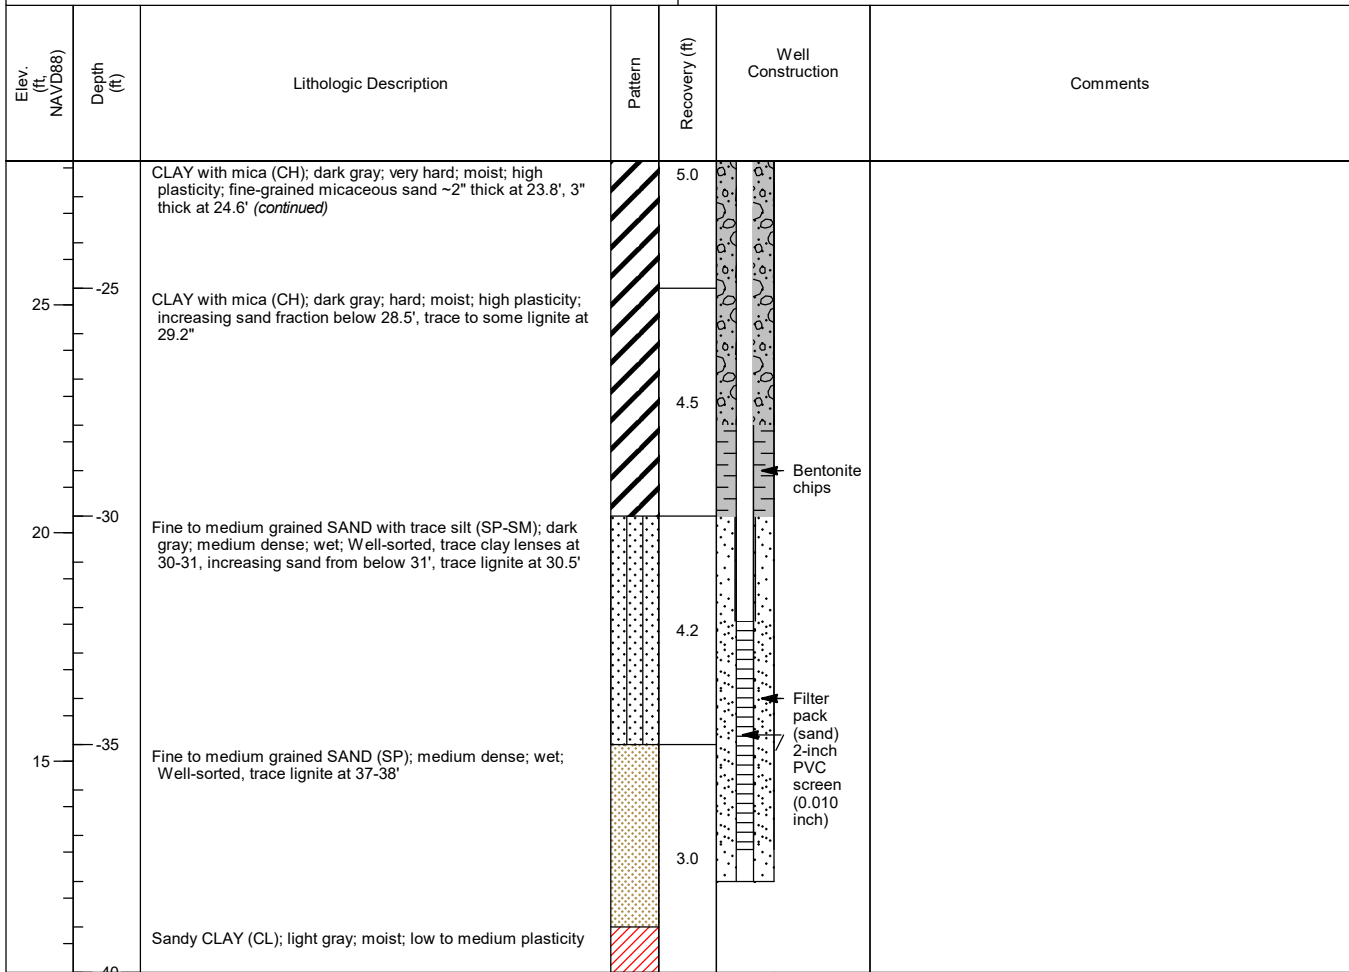 Elev.
(ft,
NAVD88)
Depth
(ft)
Lithologic Description
Pattern
Recovery (ft)
Well
Construction
Comments
CLAY with mica (CH); dark gray; very hard; moist; high
plasticity; fine-grained micaceous sand ~2" thick at 23.8', 3"
thick at 24.6' (continued)
5.0
-25
25
CLAY with mica (CH); dark gray; hard; moist; high plasticity;
increasing sand fraction below 28.5', trace to some lignite at
29.2"
4.5
Bentonite
chips
-30
20
Fine to medium grained SAND with trace silt (SP-SM); dark
gray; medium dense; wet; Well-sorted, trace clay lenses at
30-31, increasing sand from below 31', trace lignite at 30.5'
4.2
Filter
pack
(sand)
2-inch
PVC
screen
(0.010
inch)
-35
15
Fine to medium grained SAND (SP); medium dense; wet;
Well-sorted, trace lignite at 37-38'
3.0
Sandy CLAY (CL); light gray; moist; low to medium plasticity
-40